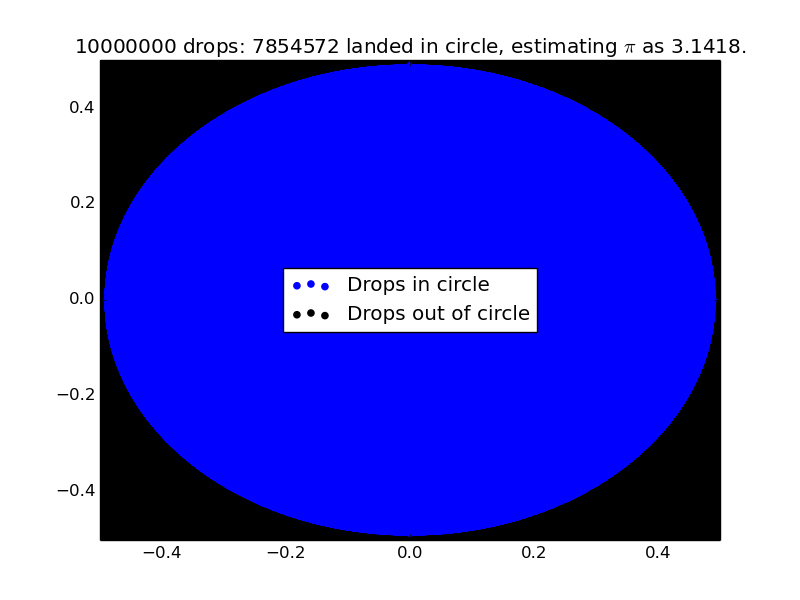 10000000 drops: 7854572 landed in circle, estimating π as 3.1418.
0.4
0.2
0.0
−0.2
−0.4
Drops in circle
Drops out of circle
−0.4 −0.2 0.0 0.2 0.4